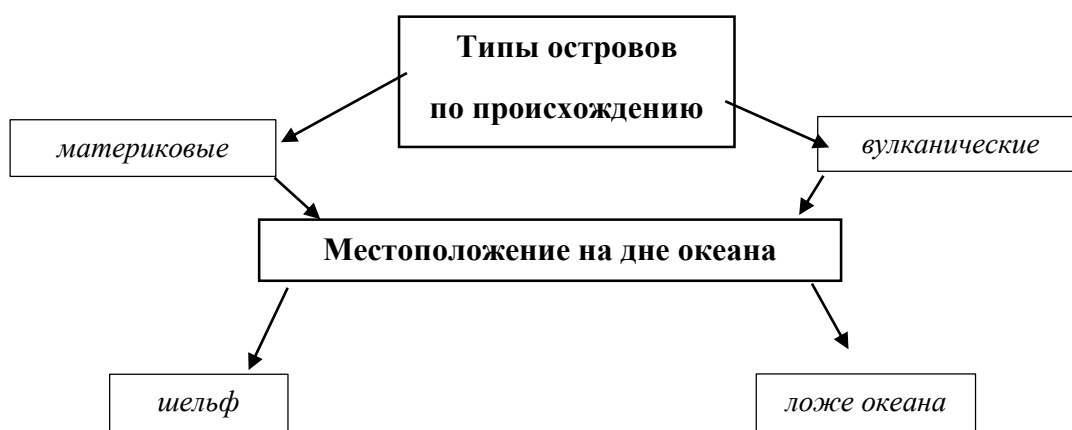 Типы островов
по происхождению
материковые
вулканические
Местоположение на дне океана
шельф
ложе океана